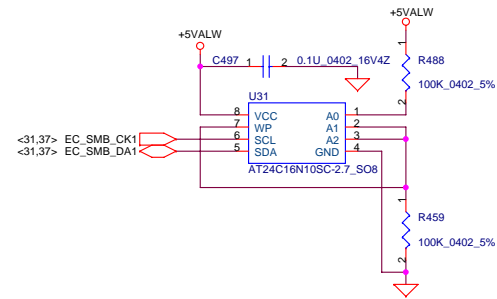 +5VALW
+5VALW
C497 1 2 0.1U_0402_16V4Z
1
R488
100K_0402_5%
2
U31
8 VCC A0 1
7 WP A1 2
<31,37> EC_SMB_CK1 6 SCL A2 3
<31,37> EC_SMB_DA1 5 SDA GND 4
AT24C16N10SC-2.7_SO8
1
R459
100K_0402_5%
2